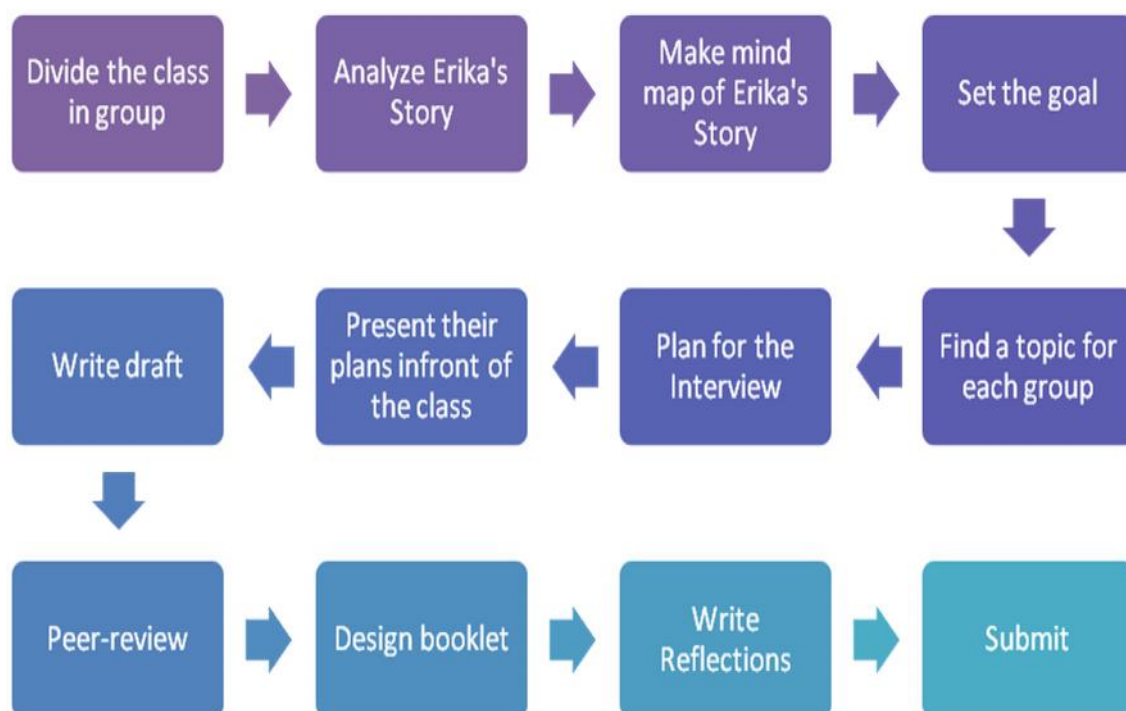 Divide the class
in group
Analyze Erika's
Story
Make mind
map of Erika's
Story
Set the goal
Find a topic for
each group
Plan for the
Interview
Present their
plans infront of
the class
Write draft
Peer-review
Design booklet
Write
Reflections
Submit